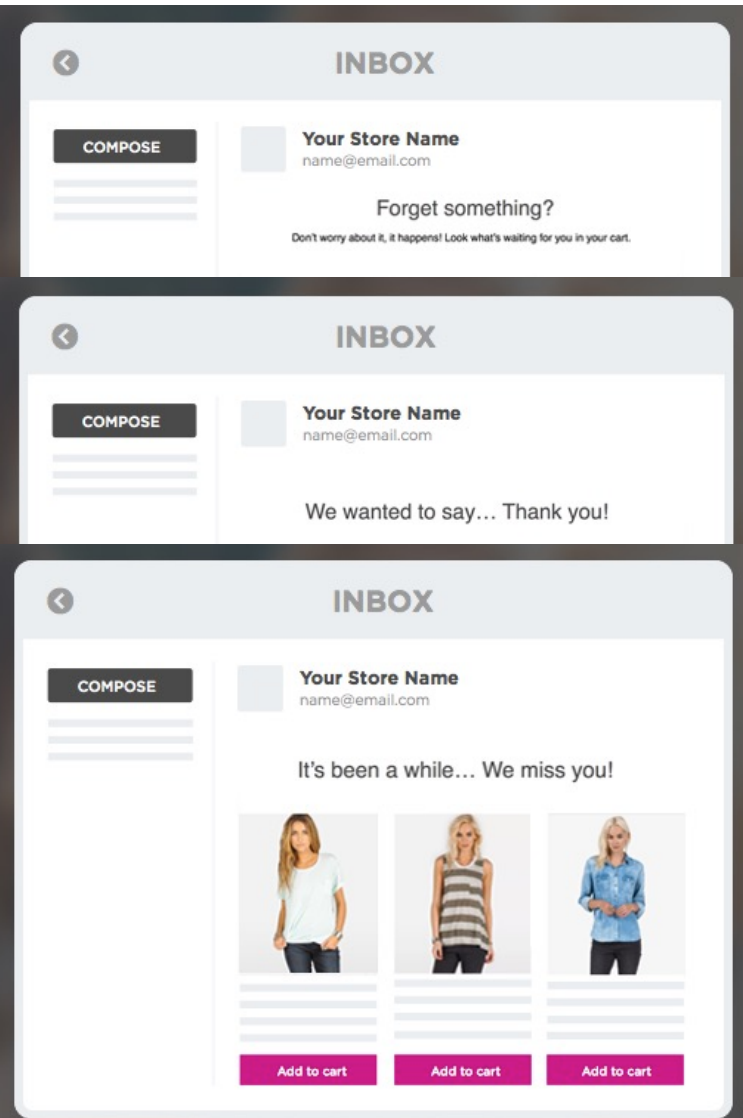 INBOX
COMPOSE
Your Store Name
name@email.com
Forget something?
Don't worry about it, it happens! Look what's waiting for you in your cart.
INBOX
COMPOSE
Your Store Name
name@email.com
We wanted to say… Thank you!
INBOX
COMPOSE
Your Store Name
name@email.com
It's been a while… We miss you!
Add to cart Add to cart Add to cart